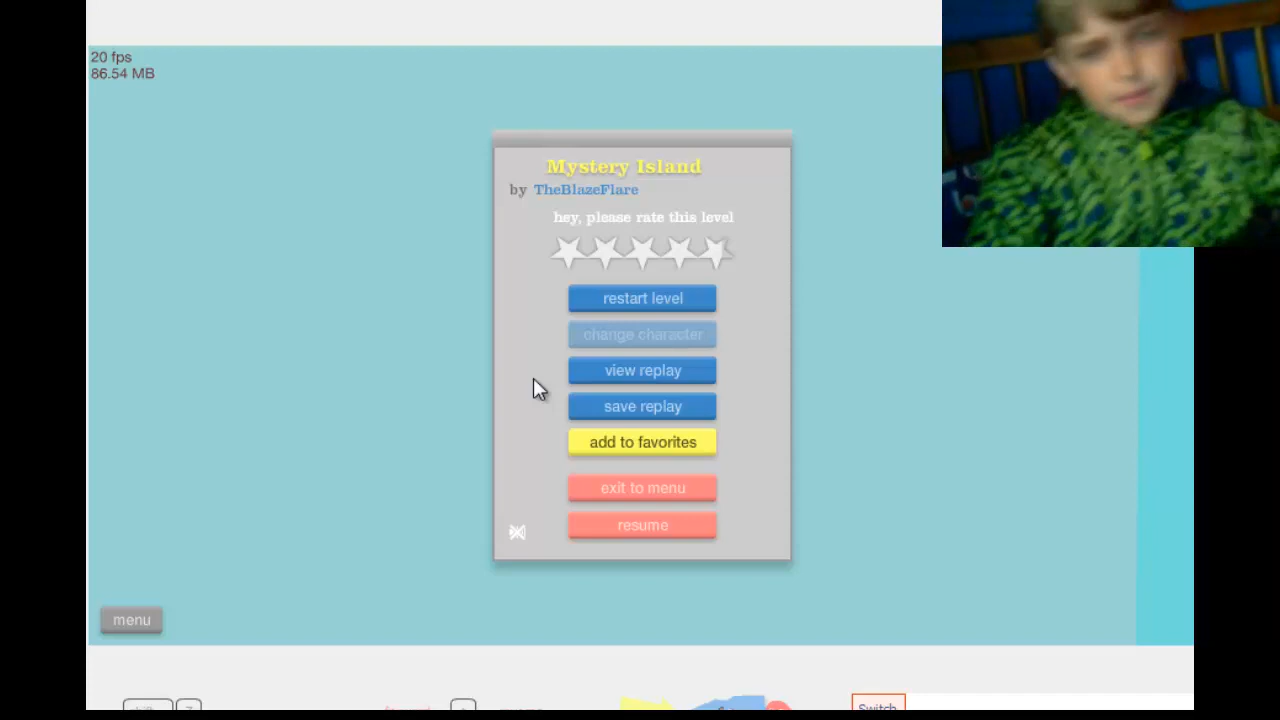 20 fps
86.54 MB
Mystery Island
by TheBlazeFlare
hey, please rate this level
restart level
change character
view replay
save replay
add to favorites
exit to menu
resume
menu
Switch